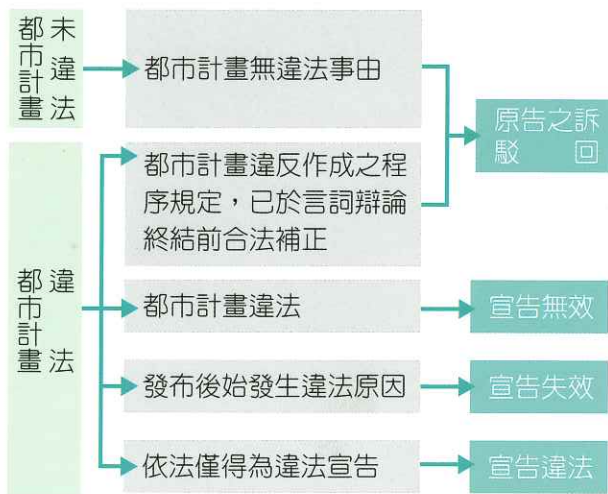 未違法
都市計畫
都市計畫無違法事由
原告之訴
駁回
都市計畫違反作成之程
序規定，已於言詞辯論
終結前合法補正
違法
都市計畫
都市計畫違法
宣告無效
發布後始發生違法原因
宣告失效
依法僅得為違法宣告
宣告違法